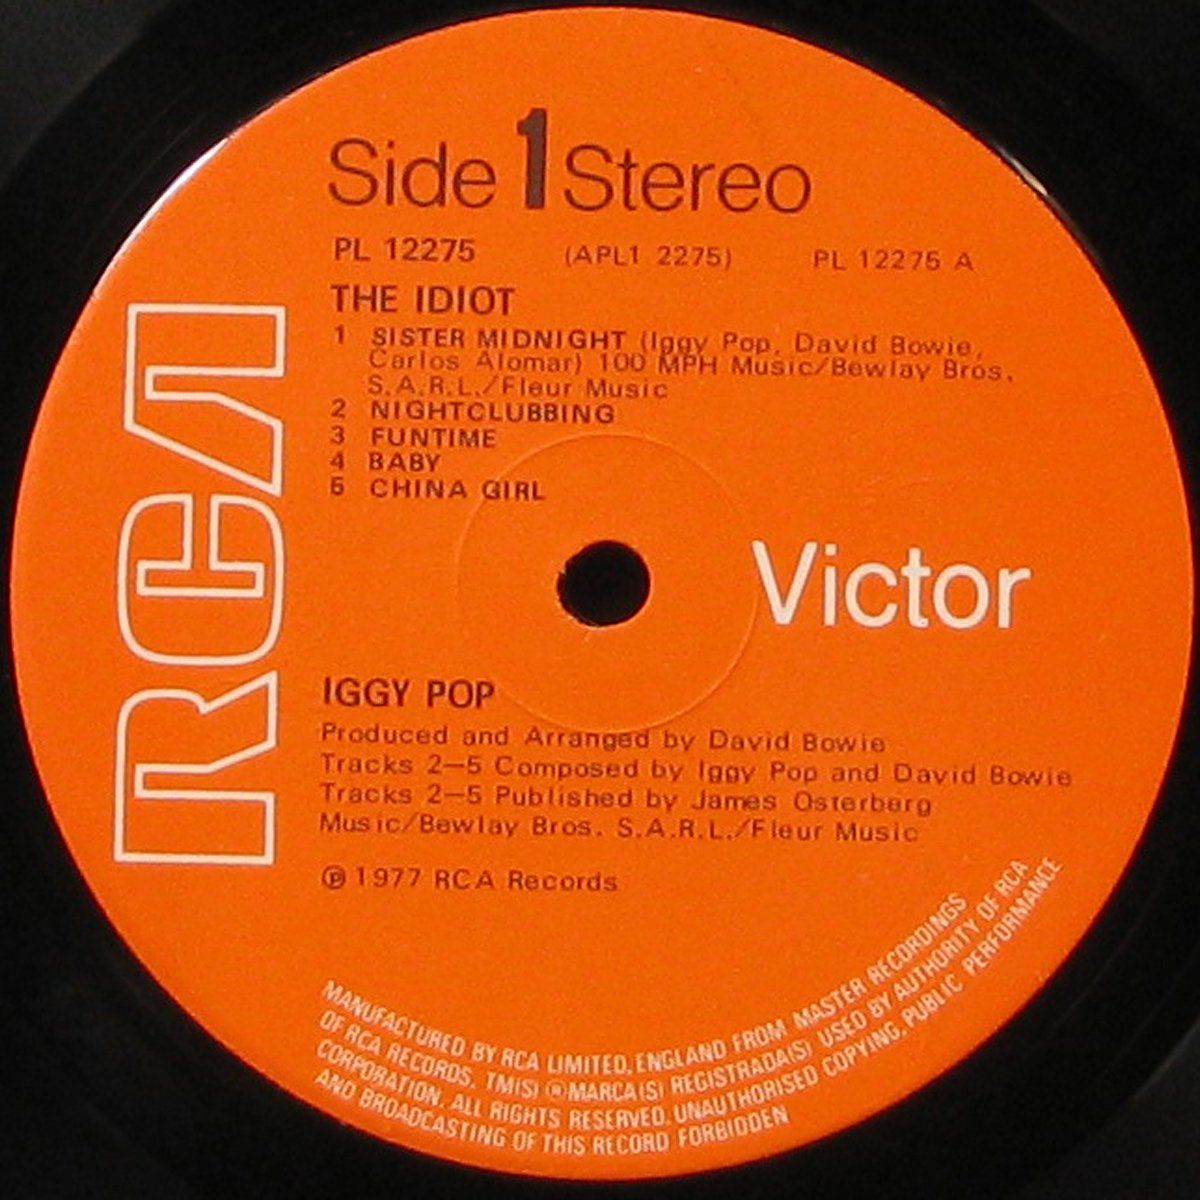 Side 1 Stereo
PL 12275 (APL1 2275) PL 12275 A
THE IDIOT
1 SISTER MIDNIGHT (Iggy Pop, David Bowie,
Carlos Alomar) 100 MPH Music/Bewlay Bros.
S.A.R.L./Fleur Music
2 NIGHTCLUBBING
3 FUNTIME
4 BABY
5 CHINA GIRL
RCA
Victor
IGGY POP
Produced and Arranged by David Bowie
Tracks 2–5 Composed by Iggy Pop and David Bowie
Tracks 2–5 Published by James Osterberg
Music/Bewlay Bros. S.A.R.L./Fleur Music
℗ 1977 RCA Records
MANUFACTURED BY RCA LIMITED, ENGLAND FROM MASTER RECORDINGS
OF RCA RECORDS. TM(S) ® MARCA(S) REGISTRADA(S) USED BY AUTHORITY OF RCA
CORPORATION. ALL RIGHTS RESERVED. UNAUTHORISED COPYING, PUBLIC PERFORMANCE
AND BROADCASTING OF THIS RECORD FORBIDDEN